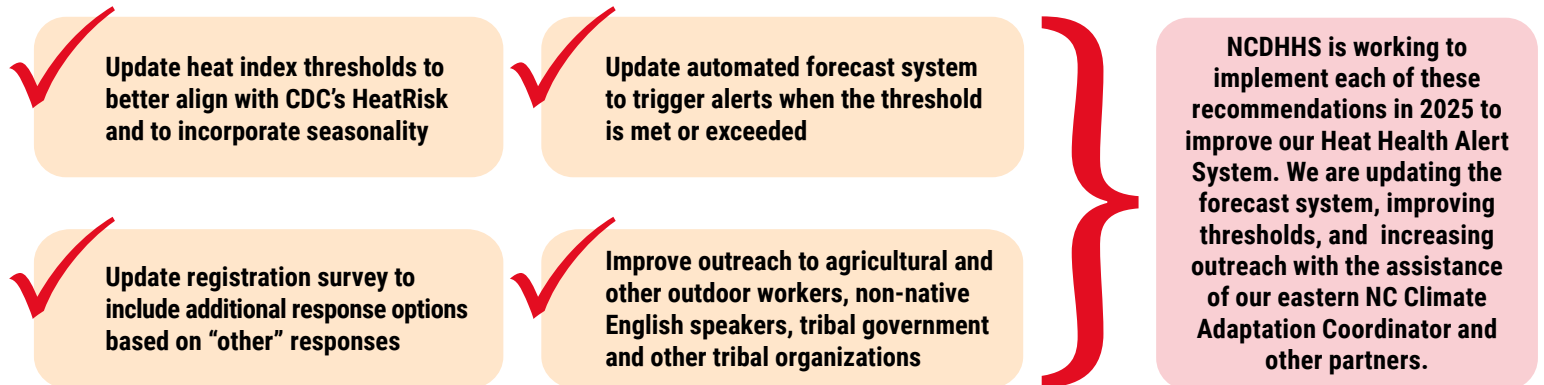 Update heat index thresholds to
better align with CDC's HeatRisk
and to incorporate seasonality
Update automated forecast system
to trigger alerts when the threshold
is met or exceeded
Update registration survey to
include additional response options
based on “other” responses
Improve outreach to agricultural and
other outdoor workers, non-native
English speakers, tribal government
and other tribal organizations
NCDHHS is working to
implement each of these
recommendations in 2025 to
improve our Heat Health Alert
System. We are updating the
forecast system, improving
thresholds, and increasing
outreach with the assistance
of our eastern NC Climate
Adaptation Coordinator and
other partners.